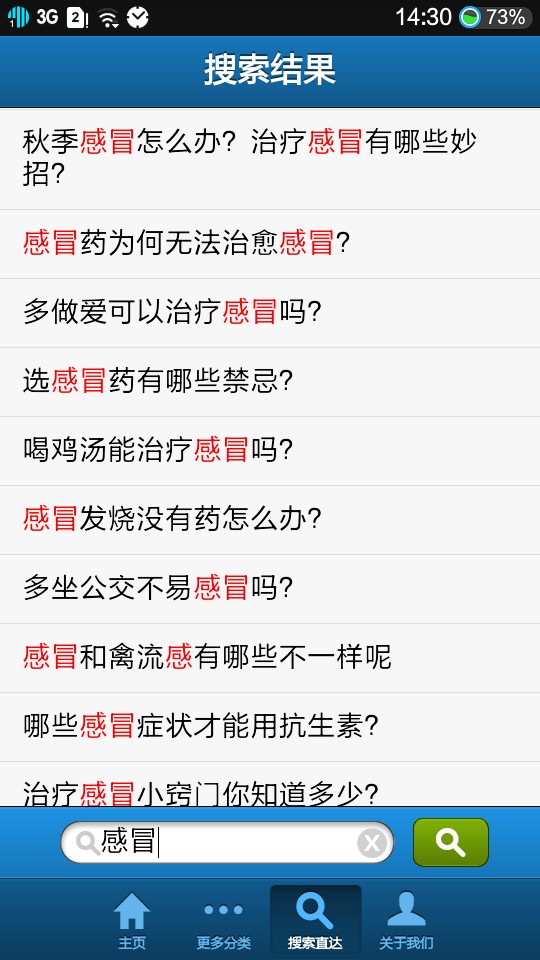 1 3G 2 ! 14:30 73%
搜索结果
秋季感冒怎么办？治疗感冒有哪些妙
招？
感冒药为何无法治愈感冒？
多做爱可以治疗感冒吗？
选感冒药有哪些禁忌？
喝鸡汤能治疗感冒吗？
感冒发烧没有药怎么办？
多坐公交不易感冒吗？
感冒和禽流感有哪些不一样呢
哪些感冒症状才能用抗生素？
治疗感冒小窍门你知道多少？
感冒
主页 更多分类 搜索直达 关于我们